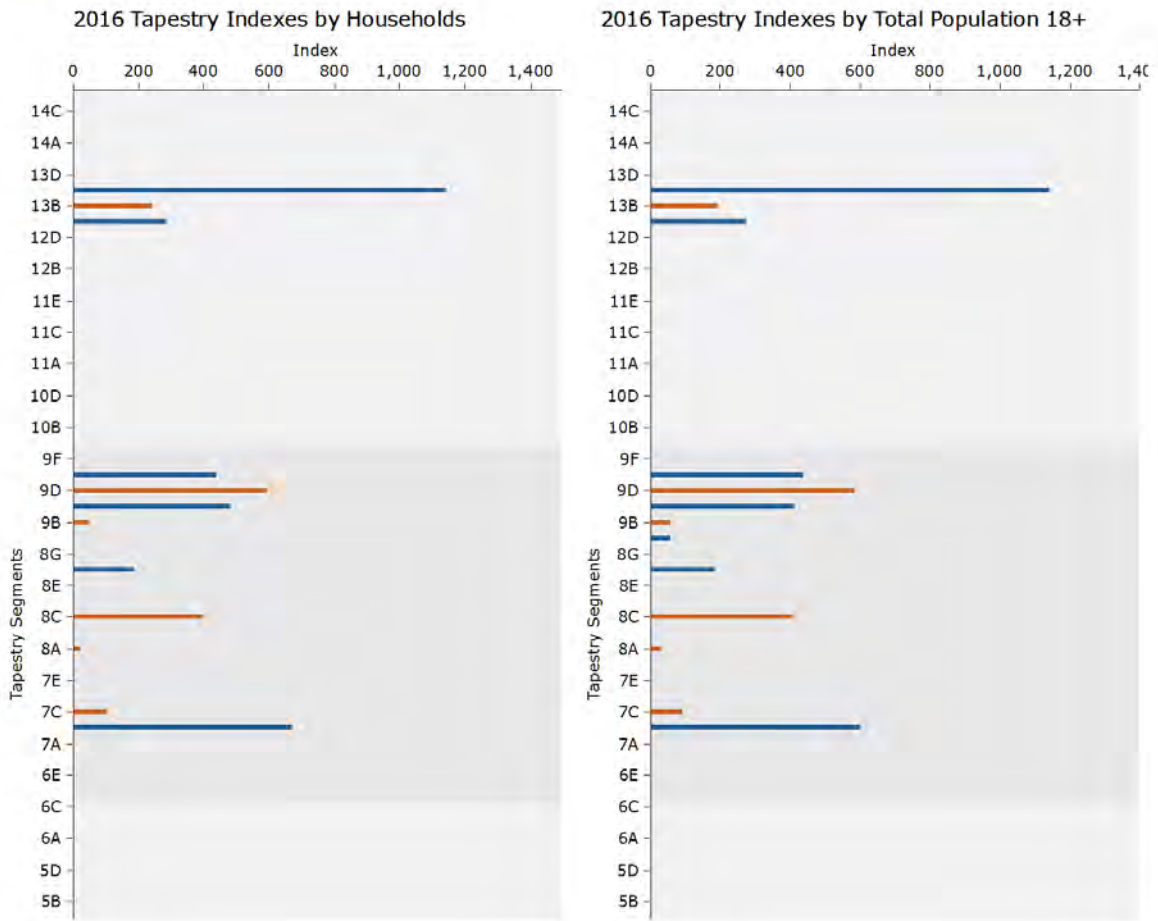 2016 Tapestry Indexes by Households
Index
0 200 400 600 800 1,000 1,200 1,400
14C
14A
13D
13B
12D
12B
11E
11C
11A
10D
10B
9F
9D
9B
8G
8E
8C
8A
7E
7C
7A
6E
6C
6A
5D
5B
Tapestry Segments
2016 Tapestry Indexes by Total Population 18+
Index
0 200 400 600 800 1,000 1,200 1,40
14C
14A
13D
13B
12D
12B
11E
11C
11A
10D
10B
9F
9D
9B
8G
8E
8C
8A
7E
7C
7A
6E
6C
6A
5D
5B
Tapestry Segments